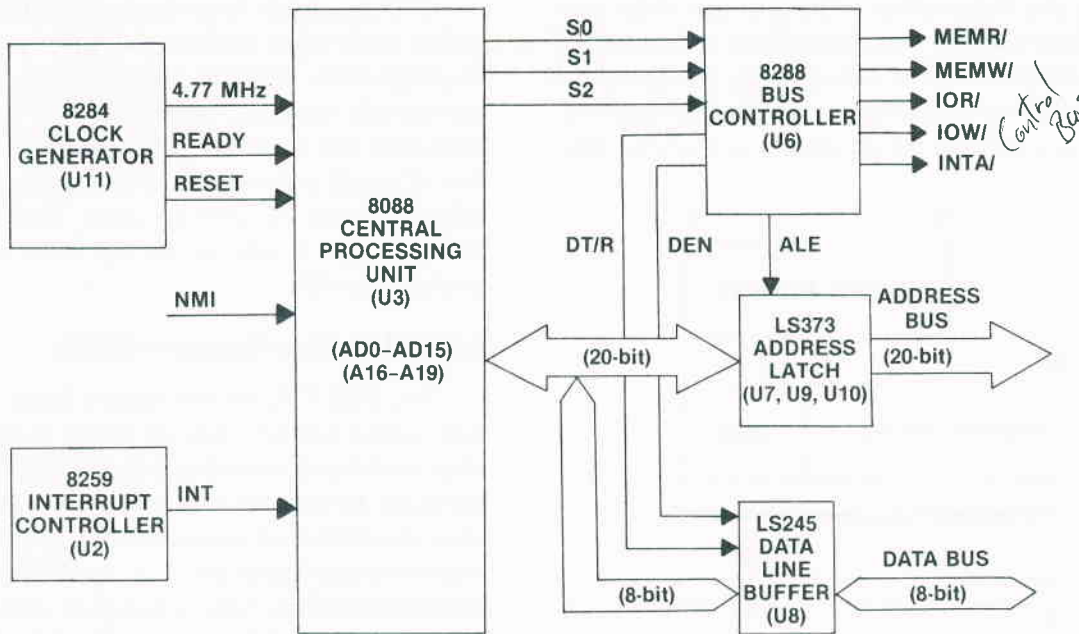 8284
CLOCK
GENERATOR
(U11)
4.77 MHz
READY
RESET
NMI
8259
INTERRUPT
CONTROLLER
(U2)
INT
8088
CENTRAL
PROCESSING
UNIT
(U3)
(AD0–AD15)
(A16–A19)
S0
S1
S2
8288
BUS
CONTROLLER
(U6)
MEMR/
MEMW/
IOR/
IOW/
INTA/
Control
DT/R
DEN
ALE
(20-bit)
LS373
ADDRESS
LATCH
(U7, U9, U10)
ADDRESS
BUS
(20-bit)
(8-bit)
LS245
DATA
LINE
BUFFER
(U8)
DATA BUS
(8-bit)